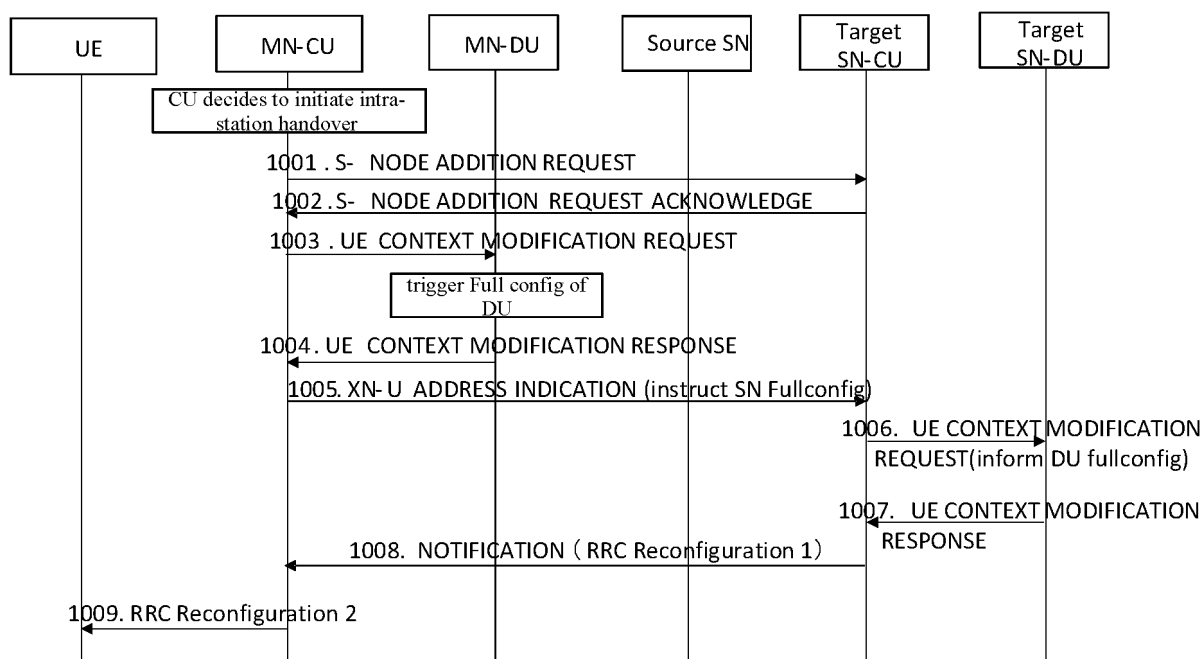 UE
MN-CU
MN-DU
Source SN
Target
SN-CU
Target
SN-DU
CU decides to initiate intra-
station handover
1001 . S- NODE ADDITION REQUEST
1002 . S- NODE ADDITION REQUEST ACKNOWLEDGE
1003 . UE CONTEXT MODIFICATION REQUEST
trigger Full config of
DU
1004. UE CONTEXT MODIFICATION RESPONSE
1005. XN-U ADDRESS INDICATION (instruct SN Fullconfig)
1006. UE CONTEXT MODIFICATION
REQUEST(inform DU fullconfig)
1007. UE CONTEXT MODIFICATION
RESPONSE
1008. NOTIFICATION ( RRC Reconfiguration 1)
1009. RRC Reconfiguration 2